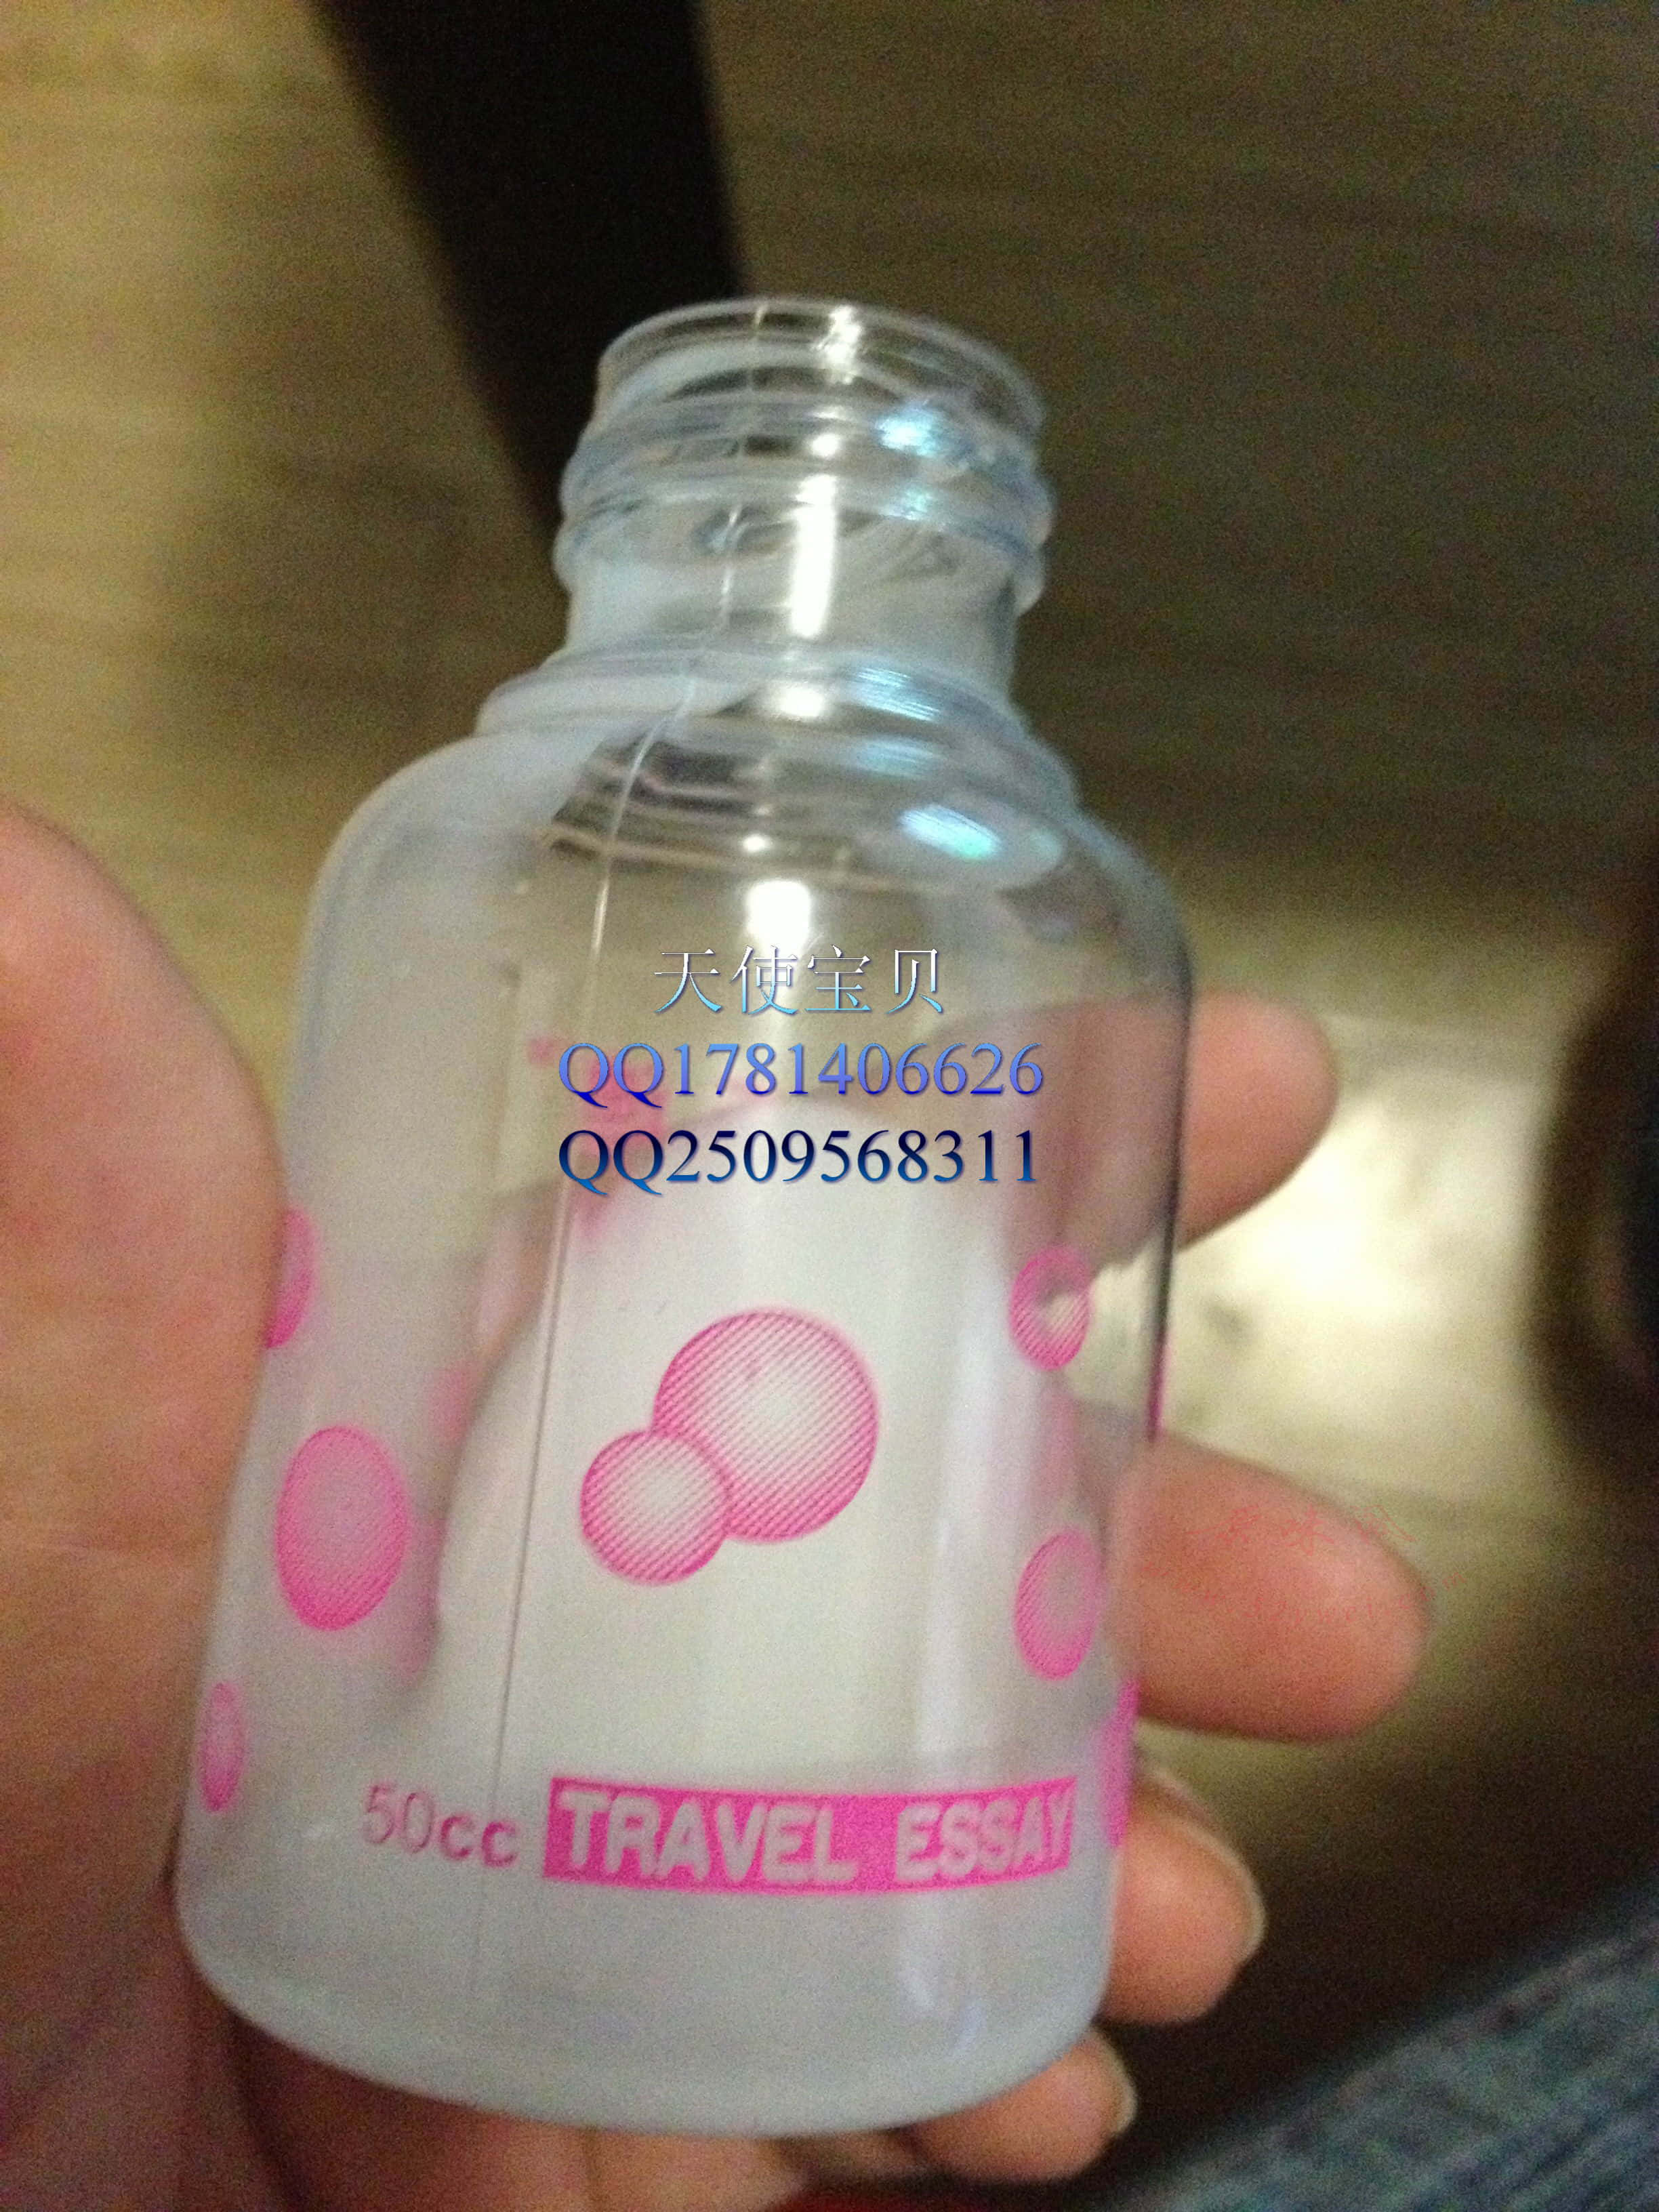 天使宝贝
QQ1781406626
QQ2509568311
50cc TRAVEL ESSAY